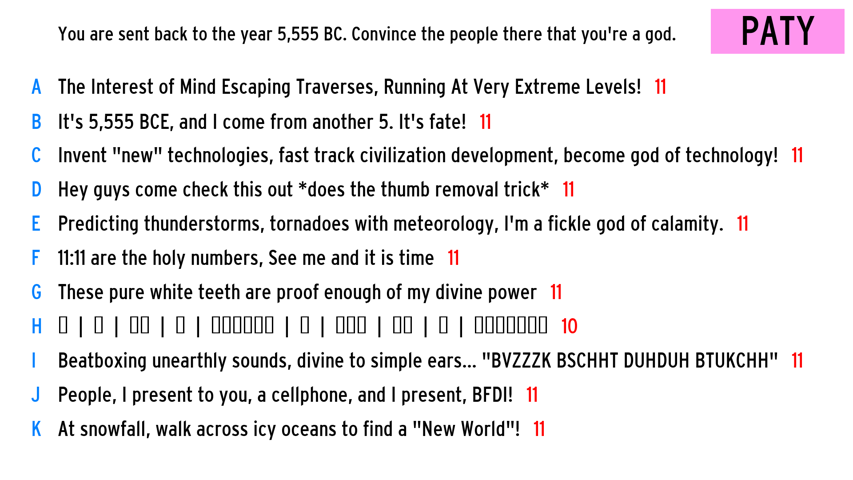 You are sent back to the year 5,555 BC. Convince the people there that you're a god.
PATY
A The Interest of Mind Escaping Traverses, Running At Very Extreme Levels! 11
B It's 5,555 BCE, and I come from another 5. It's fate! 11
C Invent "new" technologies, fast track civilization development, become god of technology! 11
D Hey guys come check this out *does the thumb removal trick* 11
E Predicting thunderstorms, tornadoes with meteorology, I'm a fickle god of calamity. 11
F 11:11 are the holy numbers, See me and it is time 11
G These pure white teeth are proof enough of my divine power 11
H ▯ | ▯ | ▯▯ | ▯ | ▯▯▯▯▯▯ | ▯ | ▯▯▯ | ▯▯ | ▯ | ▯▯▯▯▯▯▯ 10
I Beatboxing unearthly sounds, divine to simple ears... "BVZZZK BSCHHT DUHDUH BTUKCHH" 11
J People, I present to you, a cellphone, and I present, BFDI! 11
K At snowfall, walk across icy oceans to find a "New World"! 11